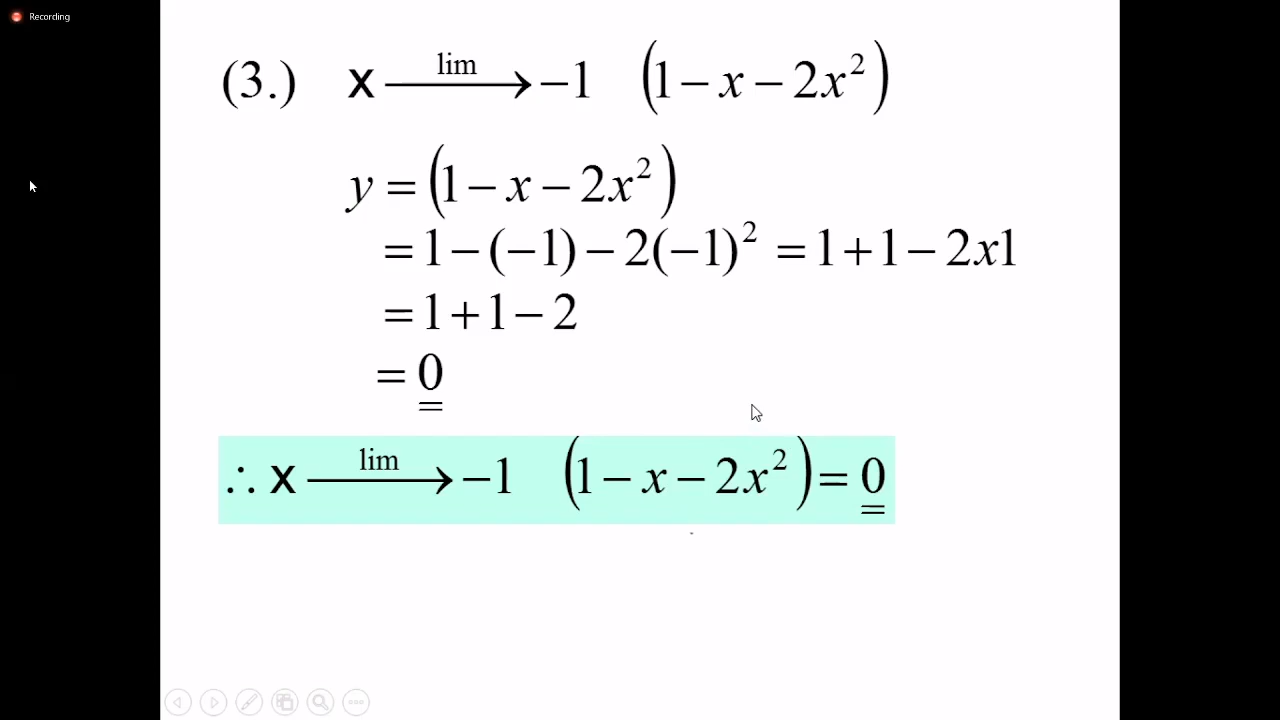 Recording
(3.) x lim→ −1 (1 − x − 2x²)
y = (1 − x − 2x²)
= 1 − (−1) − 2(−1)² = 1 + 1 − 2x1
= 1 + 1 − 2
= 0
∴ x lim→ −1 (1 − x − 2x²) = 0